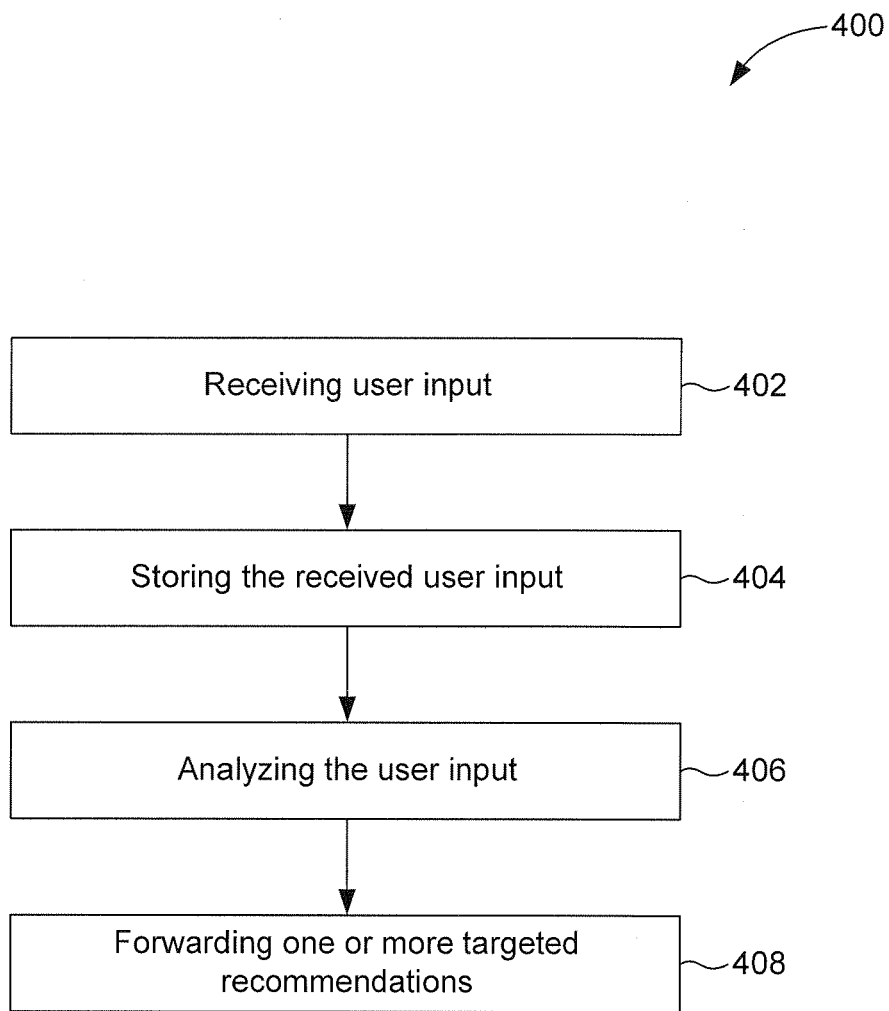 400
Receiving user input
402
Storing the received user input
404
Analyzing the user input
406
Forwarding one or more targeted
recommendations
408